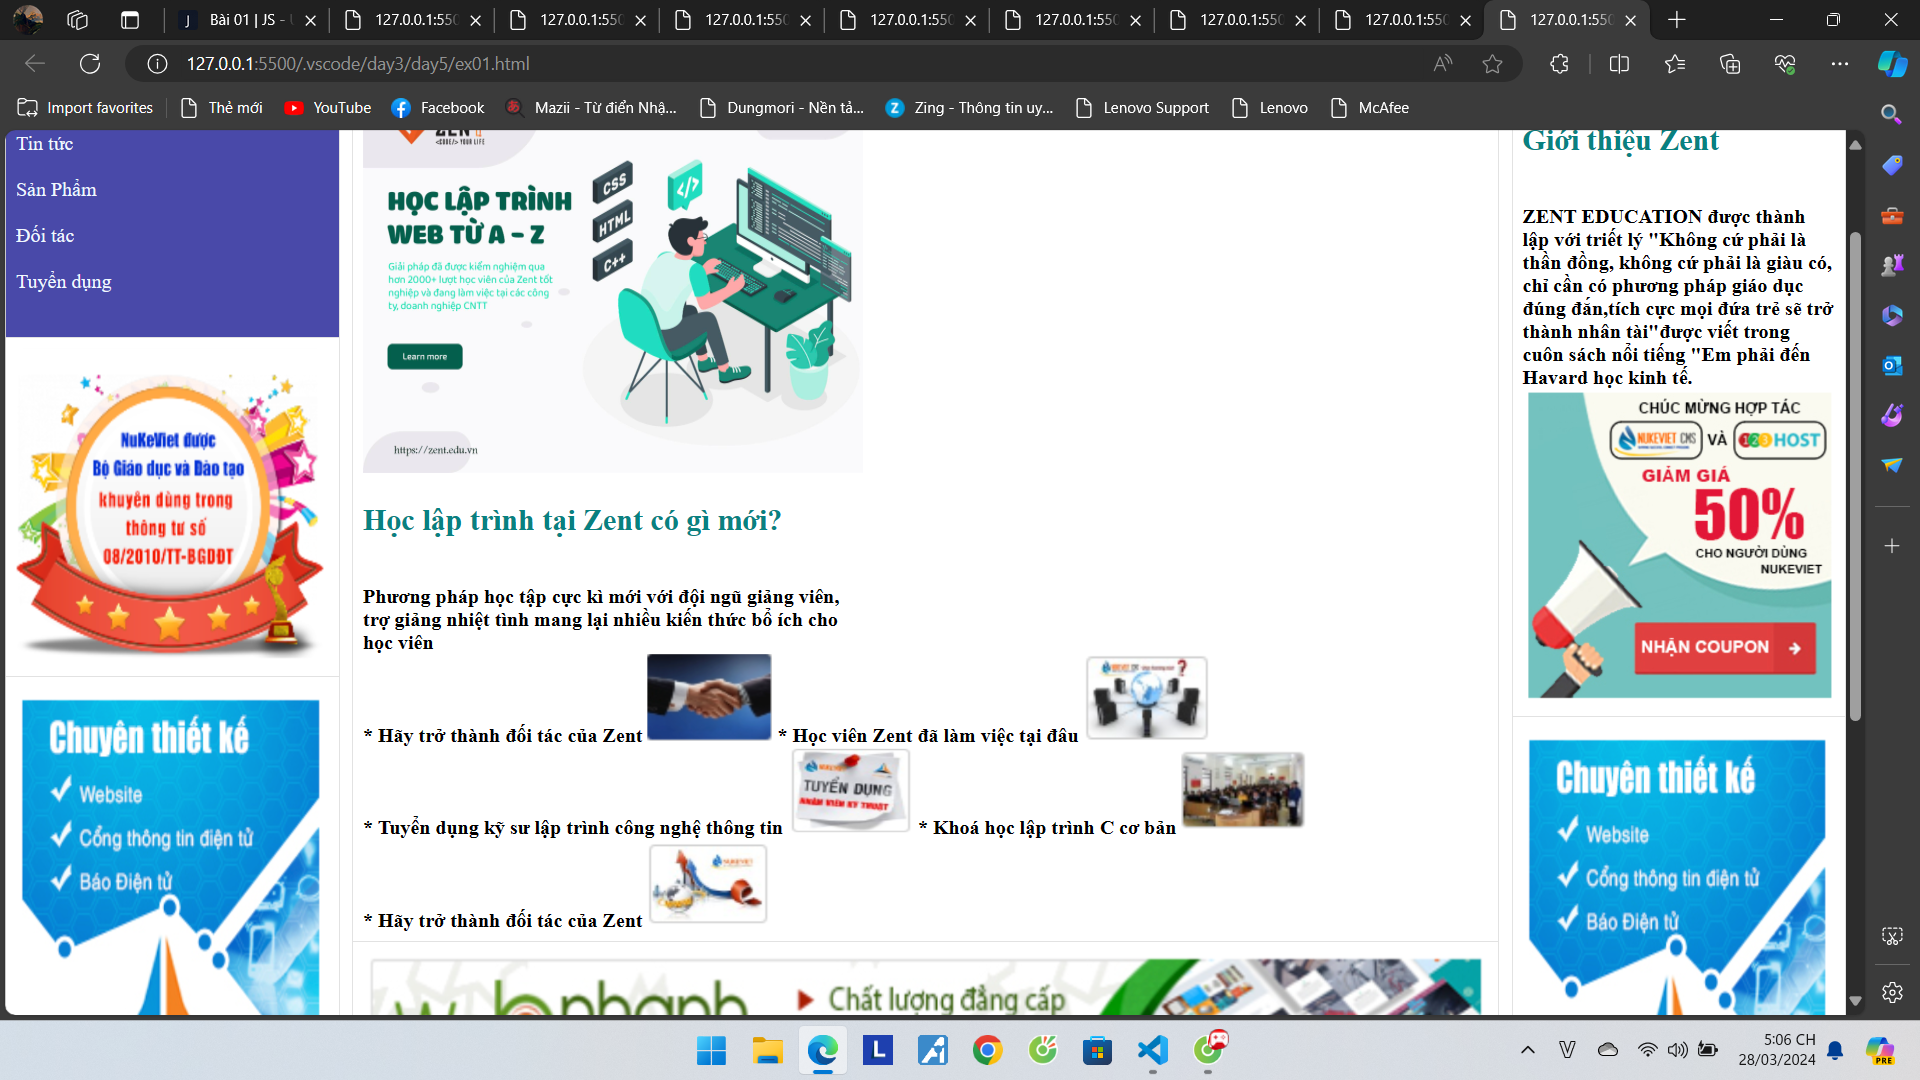 Bài 01 | JS - U
127.0.0.1:550
127.0.0.1:550
127.0.0.1:550
127.0.0.1:550
127.0.0.1:550
127.0.0.1:550
127.0.0.1:550
127.0.0.1:550
127.0.0.1:5500/.vscode/day3/day5/ex01.html
Import favorites
Thẻ mới
YouTube
Facebook
Mazii - Từ điển Nhậ...
Dungmori - Nền tả...
Zing - Thông tin uy...
Lenovo Support
Lenovo
McAfee
Tin tức
Sản Phẩm
Đối tác
Tuyển dụng
NuKeViet được
Bộ Giáo dục và Đào tạo
khuyên dùng trong
thông tư số
08/2010/TT-BGDĐT
Chuyên thiết kế
Website
Cổng thông tin điện tử
Báo Điện tử
ZENT
<CODE/> YOUR LIFE
HỌC LẬP TRÌNH
WEB TỪ A – Z
Giải pháp đã được kiểm nghiệm qua
hơn 2000+ lượt học viên của Zent tốt
nghiệp và đang làm việc tại các công
ty, doanh nghiệp CNTT
Learn more
CSS
HTML
C++
</>
https://zent.edu.vn
Học lập trình tại Zent có gì mới?
Phương pháp học tập cực kì mới với đội ngũ giảng viên,
trợ giảng nhiệt tình mang lại nhiều kiến thức bổ ích cho
học viên
* Hãy trở thành đối tác của Zent
* Học viên Zent đã làm việc tại đâu
* Tuyển dụng kỹ sư lập trình công nghệ thông tin
TUYỂN DỤNG
NHÂN VIÊN KỸ THUẬT
* Khoá học lập trình C cơ bản
* Hãy trở thành đối tác của Zent
NUKEVIET
Chất lượng đẳng cấp
Giới thiệu Zent
ZENT EDUCATION được thành
lập với triết lý "Không cứ phải là
thần đồng, không cứ phải là giàu có,
chỉ cần có phương pháp giáo dục
đúng đắn,tích cực mọi đứa trẻ sẽ trở
thành nhân tài"được viết trong
cuôn sách nổi tiếng "Em phải đến
Havard học kinh tế.
CHÚC MỪNG HỢP TÁC
NUKEVIET CMS VÀ 123HOST
GIẢM GIÁ
50%
CHO NGƯỜI DÙNG
NUKEVIET
NHẬN COUPON
Chuyên thiết kế
Website
Cổng thông tin điện tử
Báo Điện tử
5:06 CH
28/03/2024
PRE